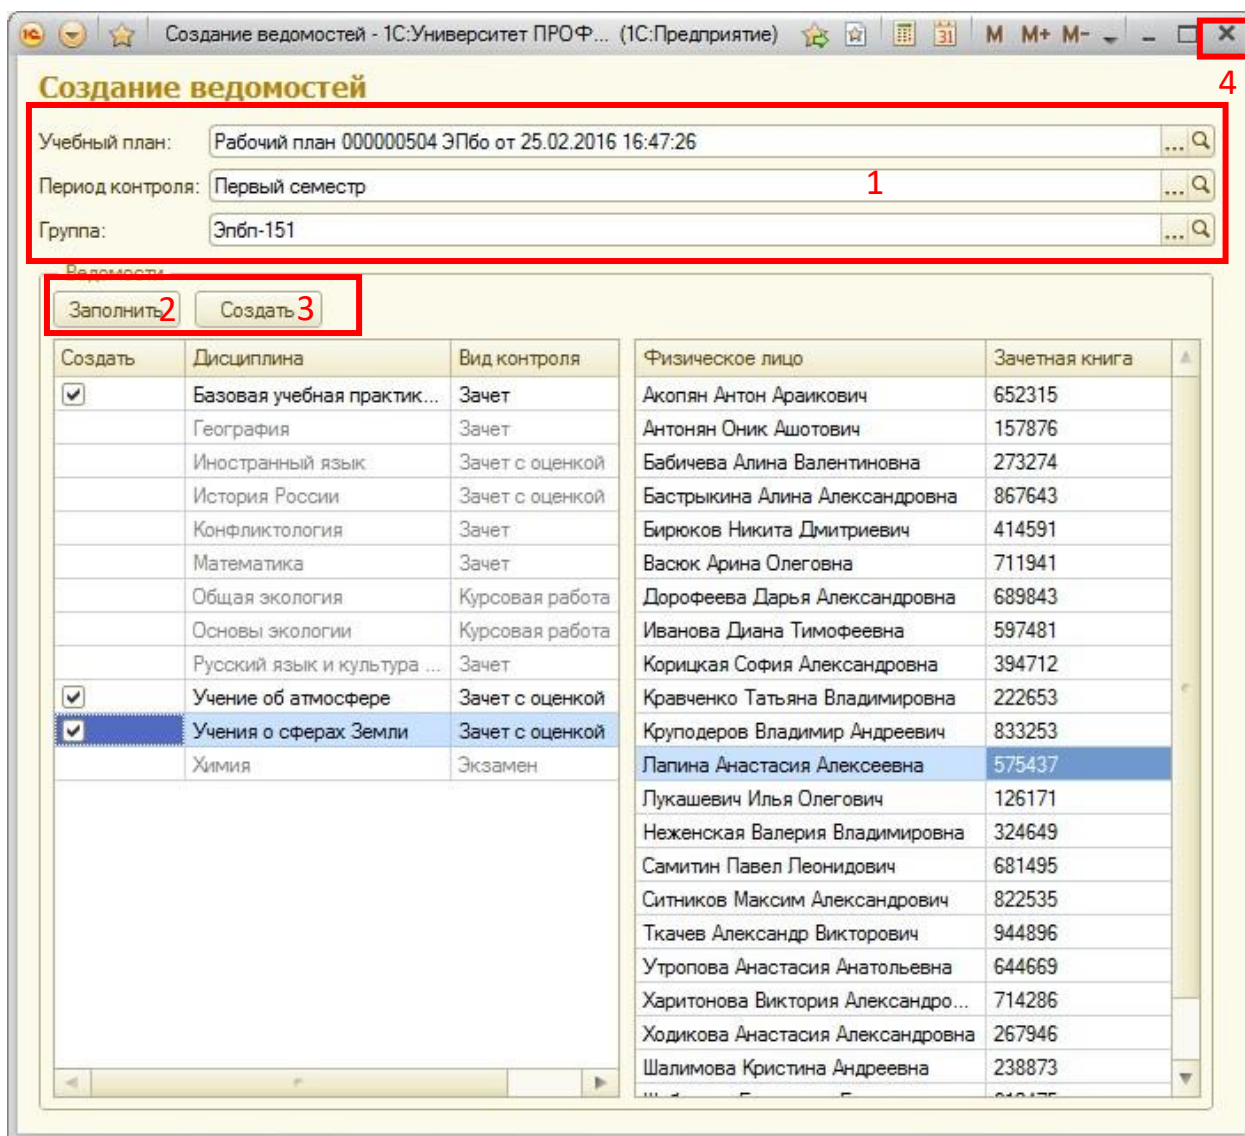 Создание ведомостей - 1С:Университет ПРОФ... (1С:Предприятие) 31 M M+ M-
4
Создание ведомостей
Учебный план: Рабочий план 000000504 ЭПбо от 25.02.2016 16:47:26 ...
Период контроля: Первый семестр 1 ...
Группа: Эпбп-151 ...
Ведомости
Заполнить 2 Создать 3
Создать Дисциплина Вид контроля Физическое лицо Зачетная книга
Базовая учебная практик... Зачет Акопян Антон Араикович 652315
География Зачет Антонян Оник Ашотович 157876
Иностранный язык Зачет с оценкой Бабичева Алина Валентиновна 273274
История России Зачет с оценкой Бастрыкина Алина Александровна 867643
Конфликтология Зачет Бирюков Никита Дмитриевич 414591
Математика Зачет Васюк Арина Олеговна 711941
Общая экология Курсовая работа Дорофеева Дарья Александровна 689843
Основы экологии Курсовая работа Иванова Диана Тимофеевна 597481
Русский язык и культура ... Зачет Корицкая София Александровна 394712
Учение об атмосфере Зачет с оценкой Кравченко Татьяна Владимировна 222653
Учения о сферах Земли Зачет с оценкой Круподеров Владимир Андреевич 833253
Химия Экзамен Лапина Анастасия Алексеевна 575437
Лукашевич Илья Олегович 126171
Неженская Валерия Владимировна 324649
Самитин Павел Леонидович 681495
Ситников Максим Александрович 822535
Ткачев Александр Викторович 944896
Утропова Анастасия Анатольевна 644669
Харитонова Виктория Александро... 714286
Ходикова Анастасия Александровна 267946
Шалимова Кристина Андреевна 238873